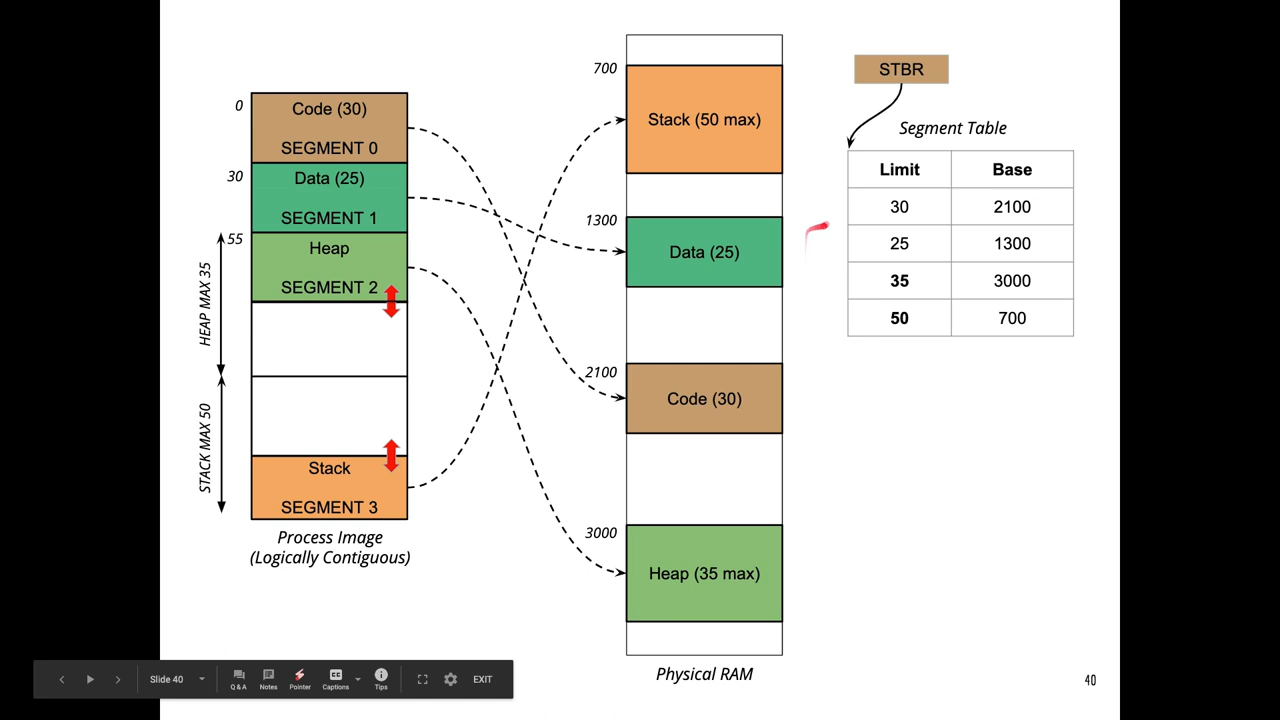 0
Code (30)
SEGMENT 0
30
Data (25)
SEGMENT 1
55
Heap
SEGMENT 2
HEAP MAX 35
STACK MAX 50
Stack
SEGMENT 3
Process Image
(Logically Contiguous)
700
Stack (50 max)
1300
Data (25)
2100
Code (30)
3000
Heap (35 max)
Physical RAM
STBR
Segment Table
Limit Base
30 2100
25 1300
35 3000
50 700
Slide 40
Q & A
Notes
Pointer
CC
Captions
Tips
EXIT
40